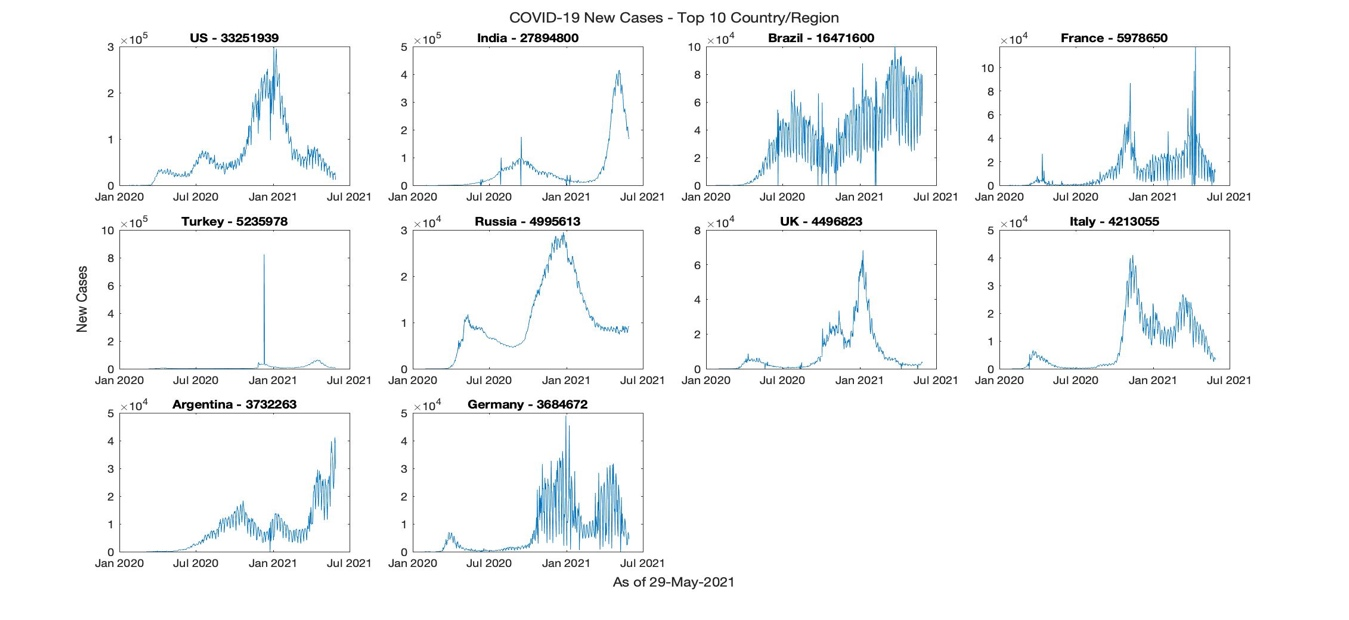 COVID-19 New Cases - Top 10 Country/Region
US - 33251939
×10^5
3
2
1
0
Jan 2020 Jul 2020 Jan 2021 Jul 2021
India - 27894800
×10^5
5
4
3
2
1
0
Jan 2020 Jul 2020 Jan 2021 Jul 2021
Brazil - 16471600
×10^4
10
8
6
4
2
0
Jan 2020 Jul 2020 Jan 2021 Jul 2021
France - 5978650
×10^4
10
8
6
4
2
0
Jan 2020 Jul 2020 Jan 2021 Jul 2021
New Cases
Turkey - 5235978
×10^5
10
8
6
4
2
0
Jan 2020 Jul 2020 Jan 2021 Jul 2021
Russia - 4995613
×10^4
3
2
1
0
Jan 2020 Jul 2020 Jan 2021 Jul 2021
UK - 4496823
×10^4
8
6
4
2
0
Jan 2020 Jul 2020 Jan 2021 Jul 2021
Italy - 4213055
×10^4
5
4
3
2
1
0
Jan 2020 Jul 2020 Jan 2021 Jul 2021
Argentina - 3732263
×10^4
5
4
3
2
1
0
Jan 2020 Jul 2020 Jan 2021 Jul 2021
Germany - 3684672
×10^4
5
4
3
2
1
0
Jan 2020 Jul 2020 Jan 2021 Jul 2021
As of 29-May-2021